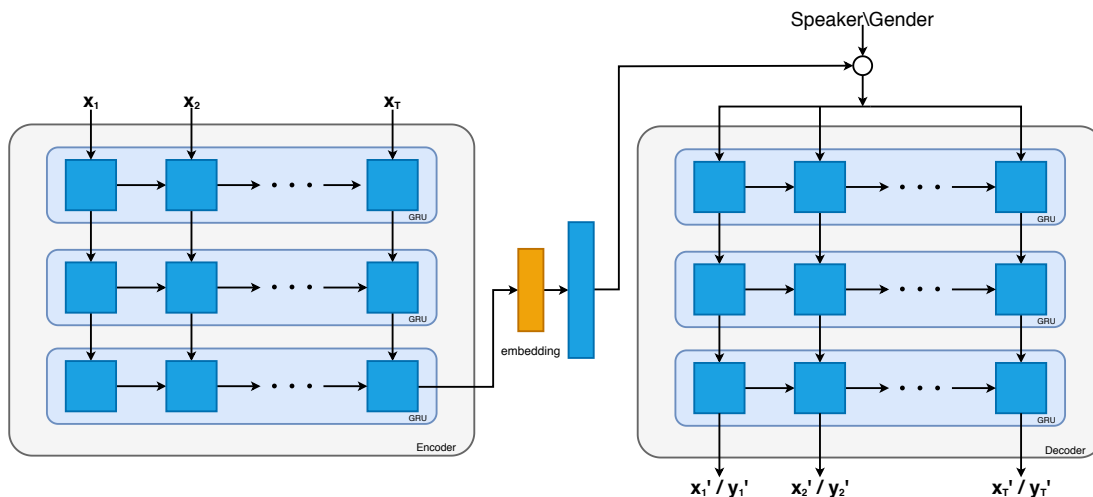 Speaker\Gender
x1 x2 xT
GRU
GRU
embedding
GRU
Encoder
GRU
GRU
GRU
Decoder
x1' / y1' x2' / y2' xT' / yT'